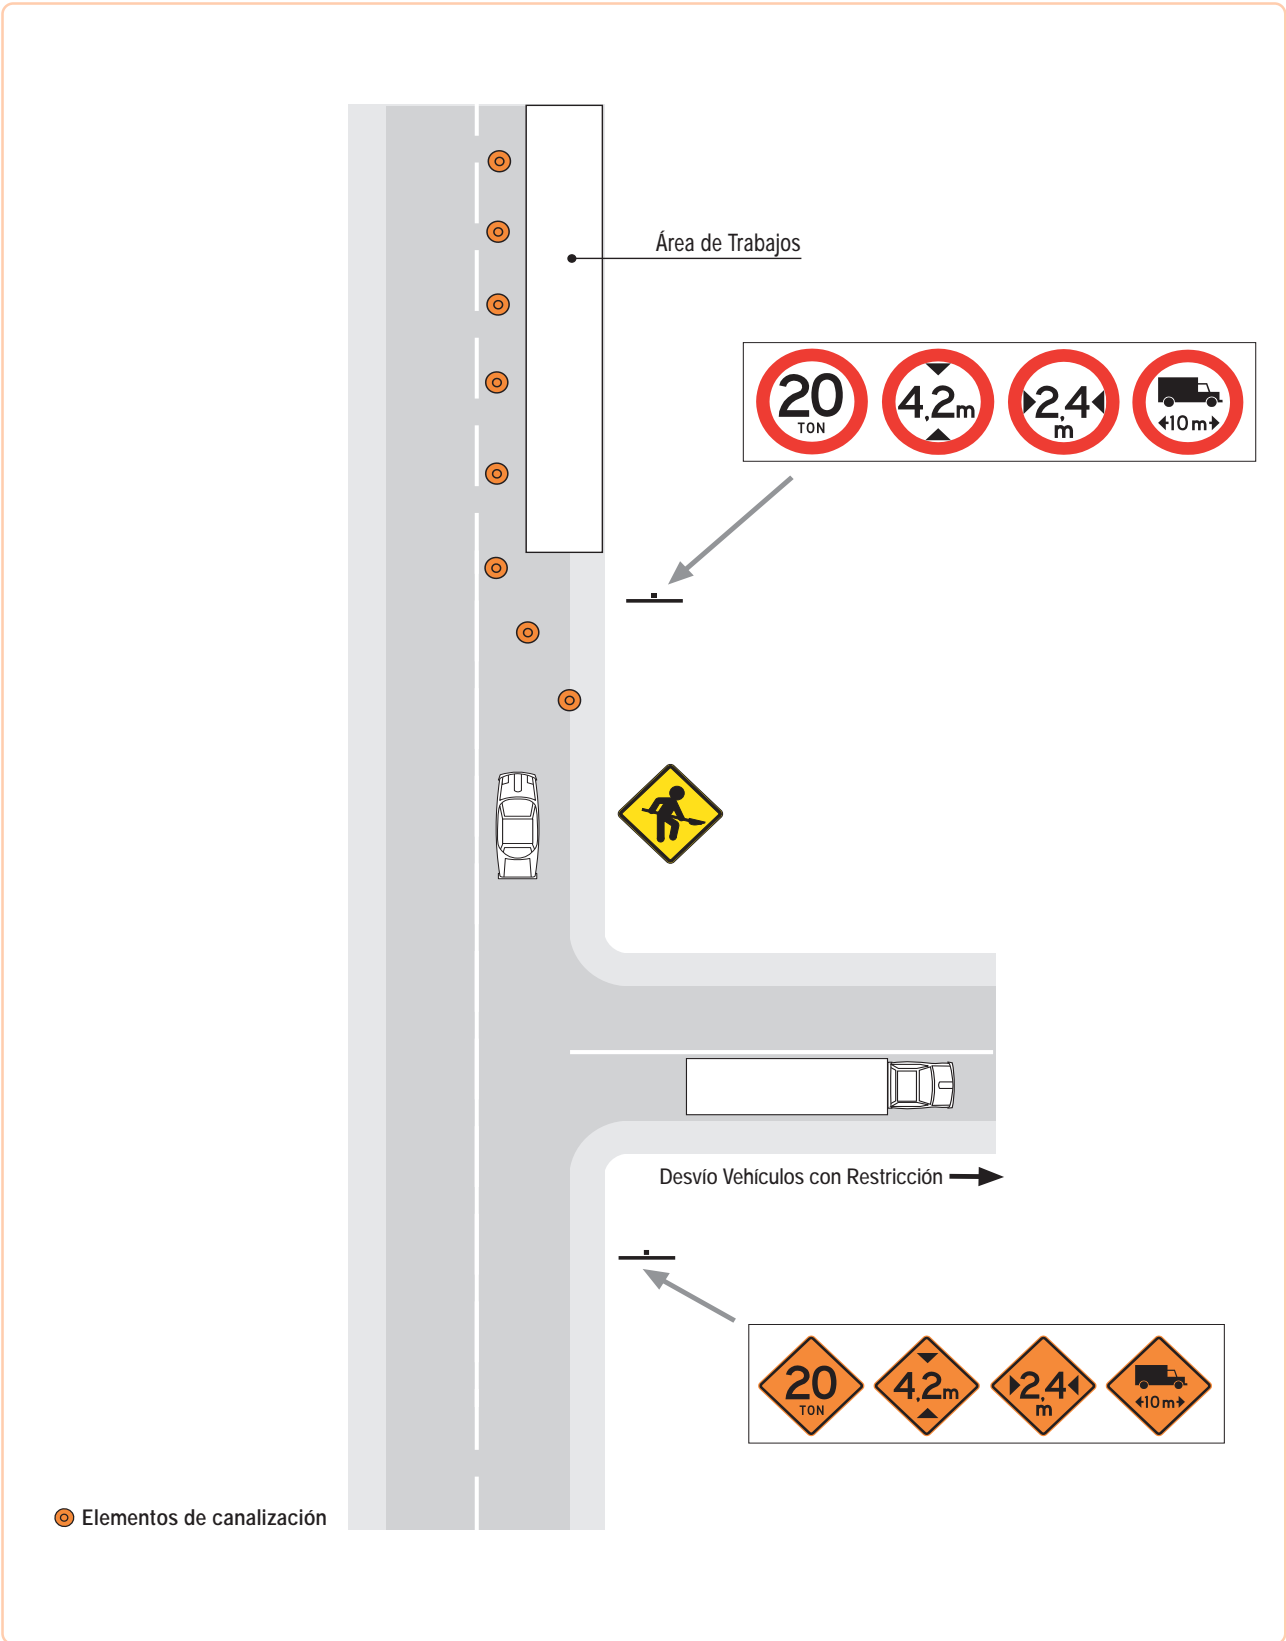 Área de Trabajos
20
TON
4,2m
2,4
m
10 m
Desvío Vehículos con Restricción
20
TON
4,2m
2,4
m
10 m
Elementos de canalización